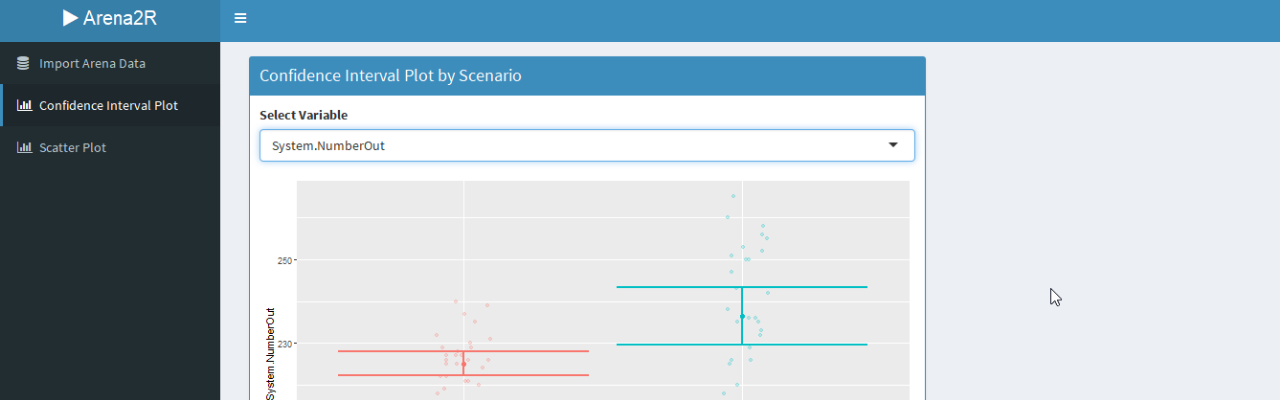 Arena2R
Import Arena Data
Confidence Interval Plot
Scatter Plot
Confidence Interval Plot by Scenario
Select Variable
System.NumberOut
250
230
System.NumberOut